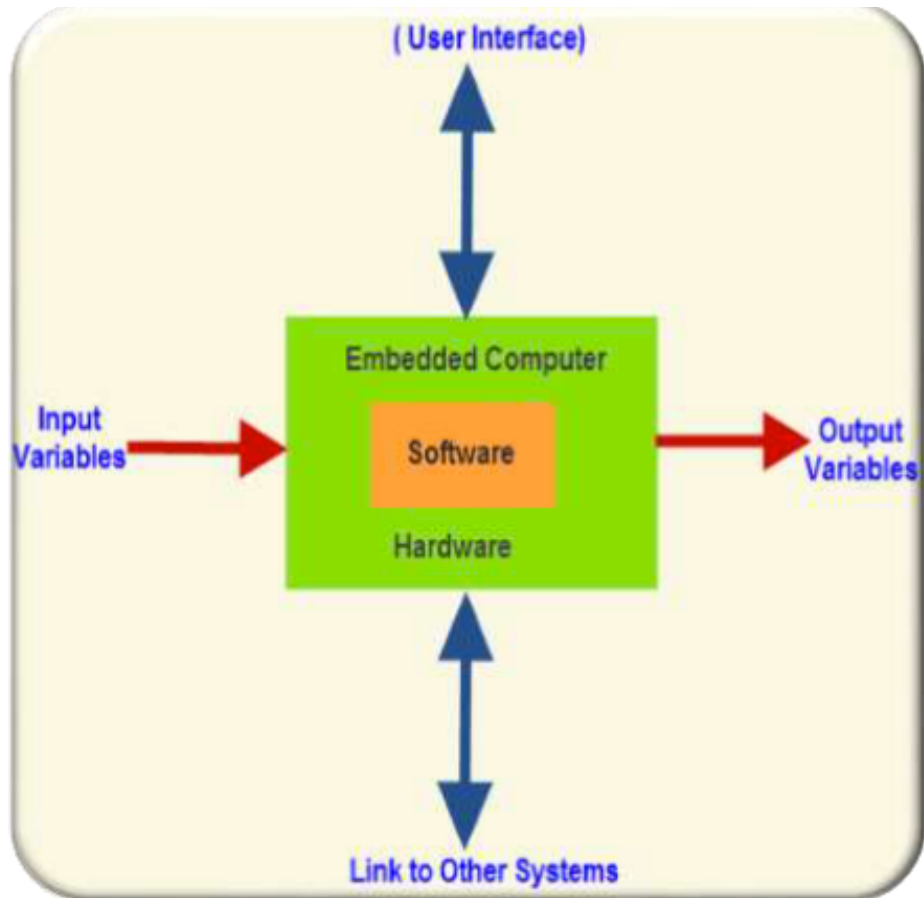 ( User Interface)
Embedded Computer
Input
Variables
Software
Output
Variables
Hardware
Link to Other Systems